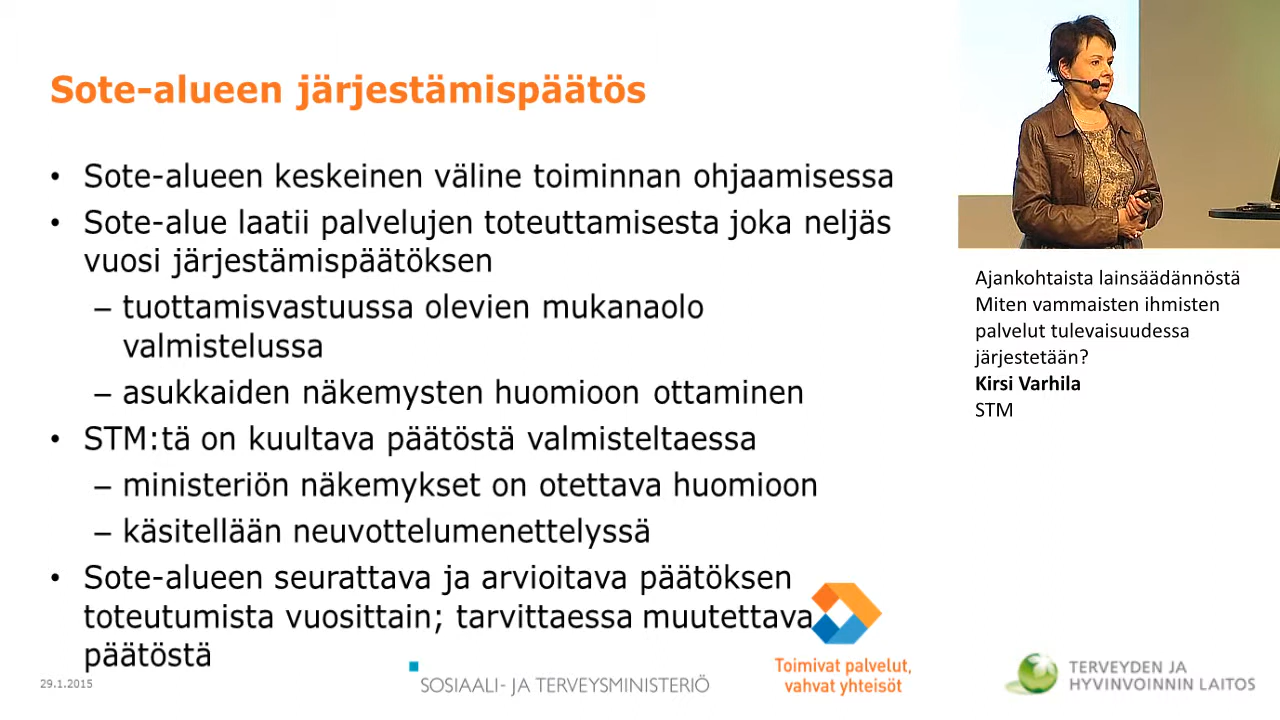 Sote-alueen järjestämispäätös
• Sote-alueen keskeinen väline toiminnan ohjaamisessa
• Sote-alue laatii palvelujen toteuttamisesta joka neljäs
vuosi järjestämispäätöksen
– tuottamisvastuussa olevien mukanaolo
valmistelussa
– asukkaiden näkemysten huomioon ottaminen
• STM:tä on kuultava päätöstä valmisteltaessa
– ministeriön näkemykset on otettava huomioon
– käsitellään neuvottelumenettelyssä
• Sote-alueen seurattava ja arvioitava päätöksen
toteutumista vuosittain; tarvittaessa muutettava
päätöstä
29.1.2015
SOSIAALI- JA TERVEYSMINISTERIÖ
Toimivat palvelut,
vahvat yhteisöt
Ajankohtaista lainsäädännöstä
Miten vammaisten ihmisten
palvelut tulevaisuudessa
järjestetään?
Kirsi Varhila
STM
TERVEYDEN JA
HYVINVOINNIN LAITOS